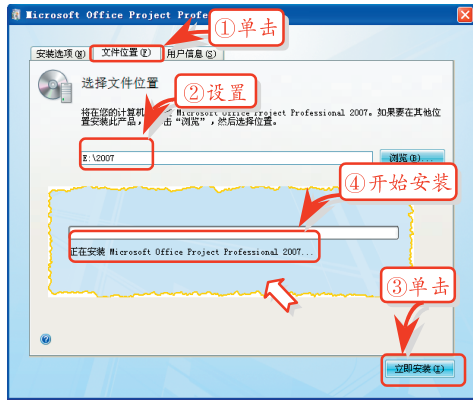 Microsoft Office Project Profe
①单击
安装选项(N)
文件位置(F)
用户信息(S)
选择文件位置
②设置
将在您的计算机
Microsoft Office Project Professional 2007。如果要在其他位
置安装此产品，
击“浏览”，然后选择位置。
E:\2007
浏览(B)...
④开始安装
正在安装 Microsoft Office Project Professional 2007...
③单击
立即安装(I)